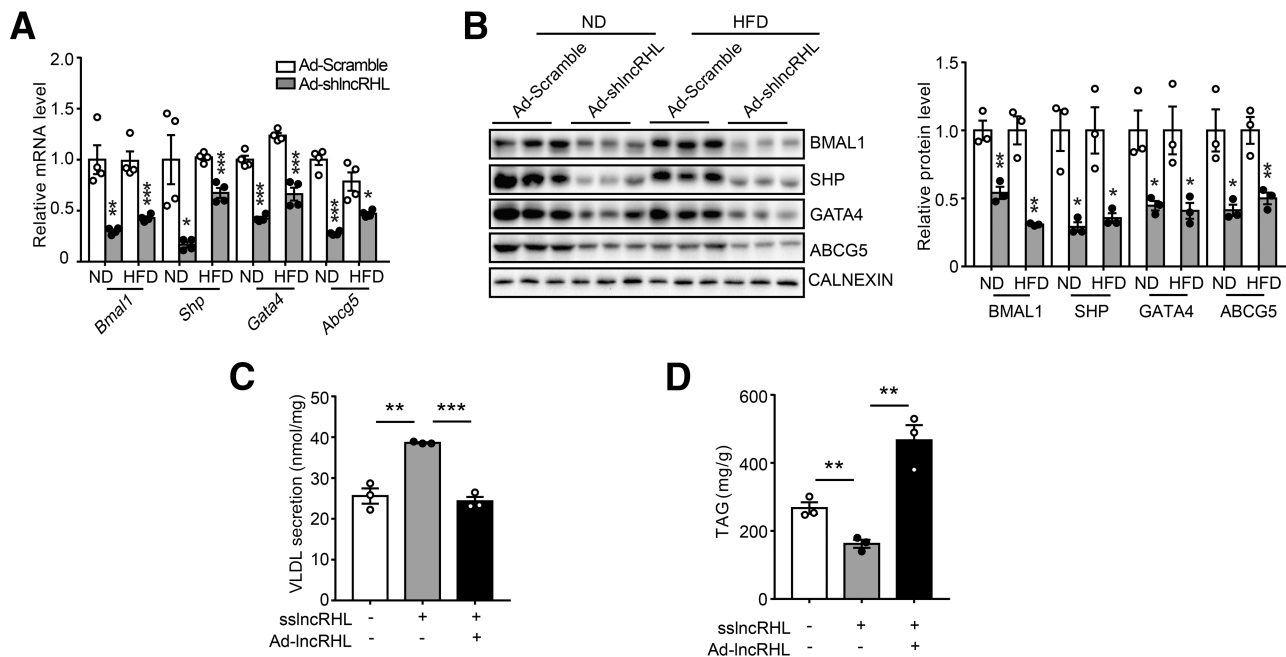 A
Relative mRNA level
2.0
1.5
1.0
0.5
0
Ad-Scramble
Ad-shlncRHL
** *** * *** *** *** *** *
ND HFD ND HFD ND HFD ND HFD
Bmal1 Shp Gata4 Abcg5
B
ND HFD
Ad-Scramble Ad-shlncRHL Ad-Scramble Ad-shlncRHL
BMAL1
SHP
GATA4
ABCG5
CALNEXIN
Relative protein level
1.5
1.0
0.5
0
** ** * * * * * **
ND HFD ND HFD ND HFD ND HFD
BMAL1 SHP GATA4 ABCG5
C
VLDL secretion (nmol/mg)
50
40
30
20
10
0
** ***
sslncRHL - + +
Ad-lncRHL - - +
D
TAG (mg/g)
600
400
200
0
** **
sslncRHL - + +
Ad-lncRHL - - +